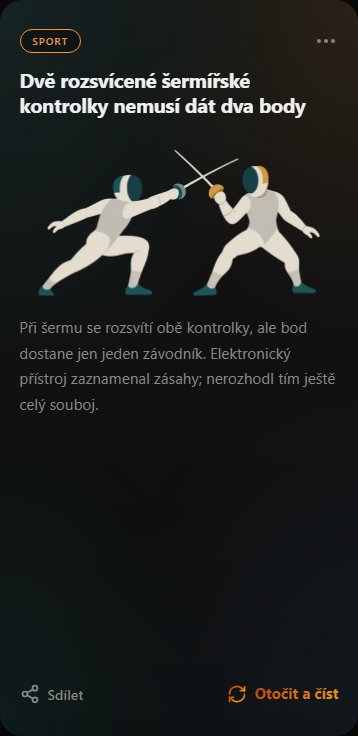 SPORT
Dvě rozsvícené šermířské
kontrolky nemusí dát dva body
Při šermu se rozsvítí obě kontrolky, ale bod
dostane jen jeden závodník. Elektronický
přístroj zaznamenal zásahy; nerozhodl tím ještě
celý souboj.
Sdílet
Otočit a číst